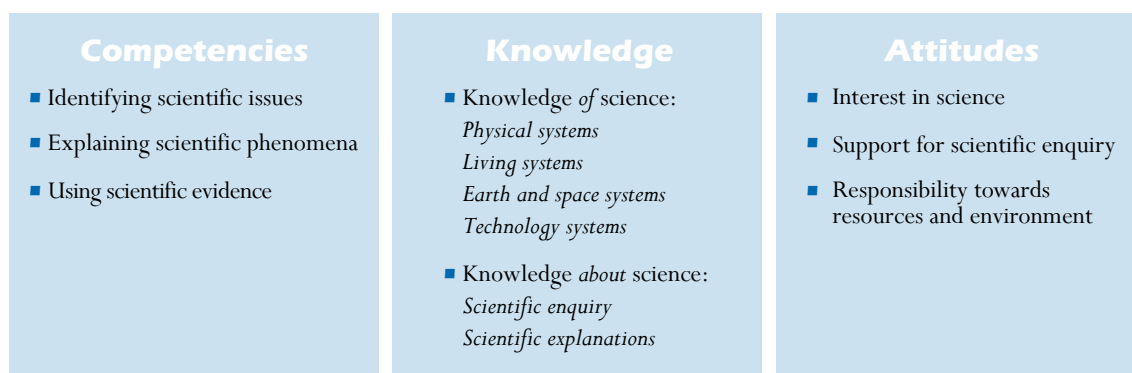 Competencies
■ Identifying scientific issues
■ Explaining scientific phenomena
■ Using scientific evidence
Knowledge
■ Knowledge of science:
Physical systems
Living systems
Earth and space systems
Technology systems
■ Knowledge about science:
Scientific enquiry
Scientific explanations
Attitudes
■ Interest in science
■ Support for scientific enquiry
■ Responsibility towards
resources and environment